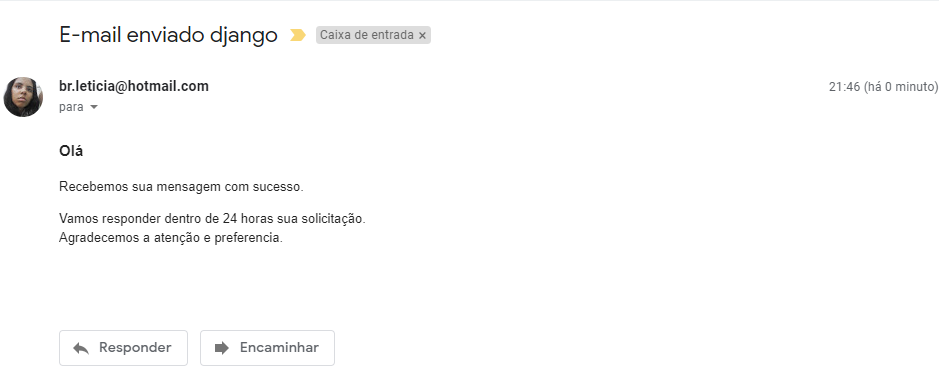 E-mail enviado django Caixa de entrada ×
br.leticia@hotmail.com 21:46 (há 0 minuto)
para
Olá
Recebemos sua mensagem com sucesso.
Vamos responder dentro de 24 horas sua solicitação.
Agradecemos a atenção e preferencia.
Responder Encaminhar